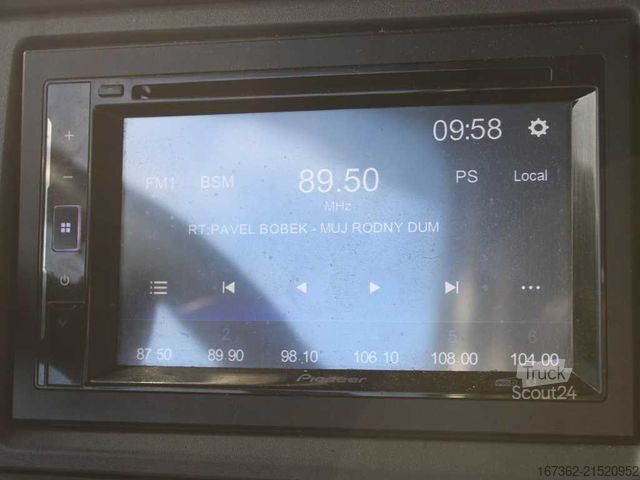 09:58
FM1 BSM 89.50 PS Local
MHz
RT:PAVEL BOBEK - MUJ RODNY DUM
2 5 6
87.50 89.90 98.10 106.10 108.00 104.00
Pioneer
Truck
Scout24
167362-21520952